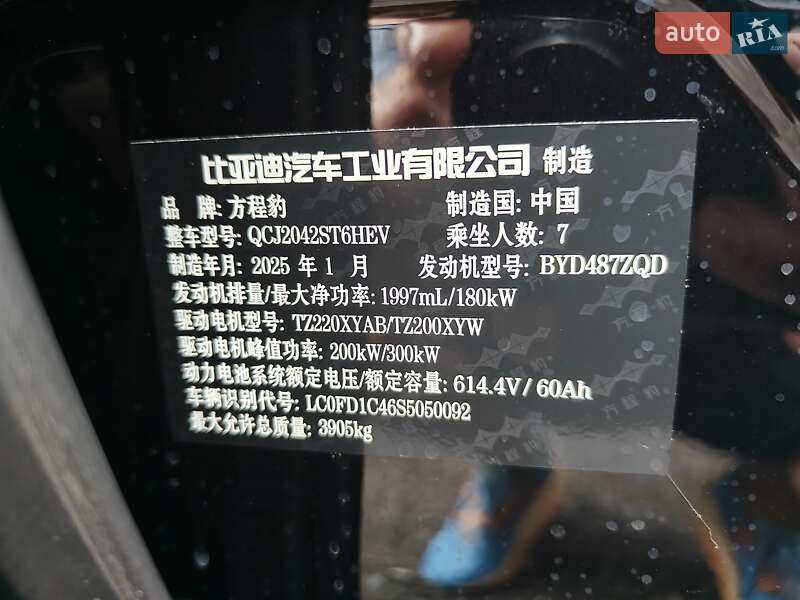 auto RIA.com
比亚迪汽车工业有限公司 制造
品 牌: 方程豹 制造国: 中国
整车型号: QCJ2042ST6HEV 乘坐人数: 7
制造年月: 2025 年 1 月 发动机型号: BYD487ZQD
发动机排量/最大净功率: 1997mL/180kW
驱动电机型号: TZ220XYAB/TZ200XYW
驱动电机峰值功率: 200kW/300kW
动力电池系统额定电压/额定容量: 614.4V/60Ah
车辆识别代号: LC0FD1C46S5050092
最大允许总质量: 3905kg